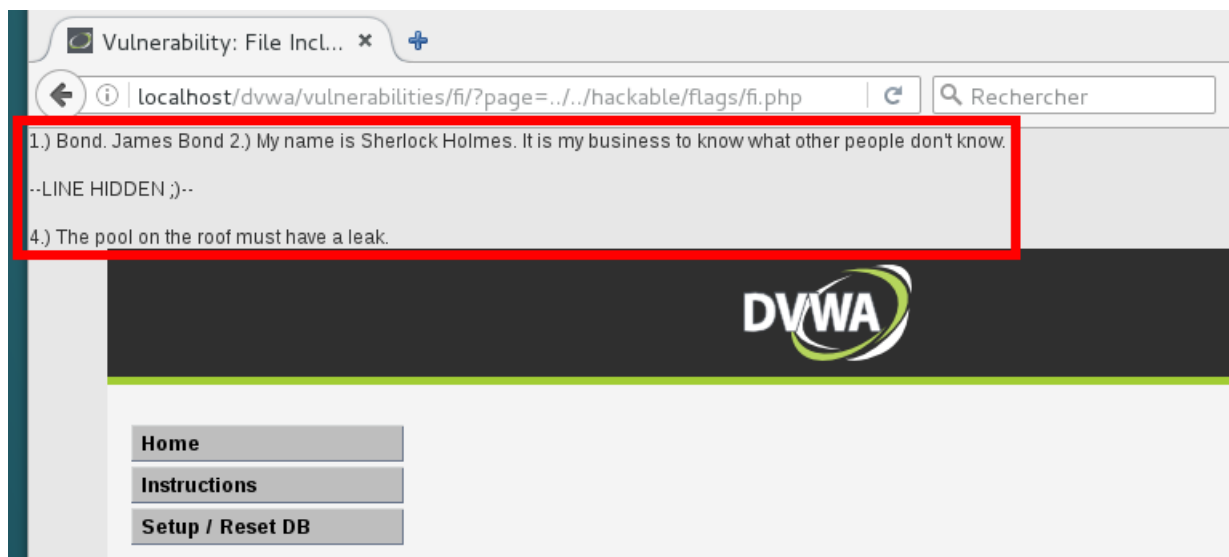 Vulnerability: File Incl...
localhost/dvwa/vulnerabilities/fi/?page=../../hackable/flags/fi.php
Rechercher
1.) Bond. James Bond 2.) My name is Sherlock Holmes. It is my business to know what other people don't know.
--LINE HIDDEN ;)--
4.) The pool on the roof must have a leak.
DVWA
Home
Instructions
Setup / Reset DB